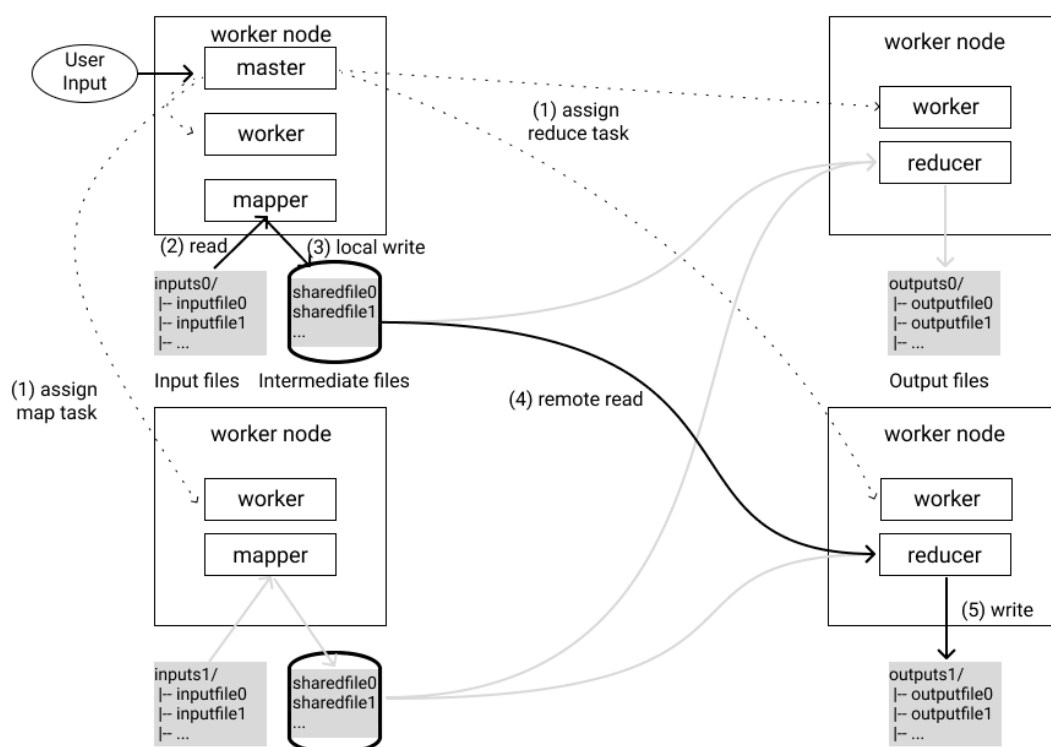 User
Input
worker node
master
worker
mapper
(2) read
(3) local write
inputs0/
|-- inputfile0
|-- inputfile1
|-- ...
Input files
sharedfile0
sharedfile1
...
Intermediate files
(1) assign
map task
(1) assign
reduce task
worker node
worker
reducer
outputs0/
|-- outputfile0
|-- outputfile1
|-- ...
Output files
(4) remote read
worker node
worker
mapper
inputs1/
|-- inputfile0
|-- inputfile1
|-- ...
sharedfile0
sharedfile1
...
worker node
worker
reducer
(5) write
outputs1/
|-- outputfile0
|-- outputfile1
|-- ...